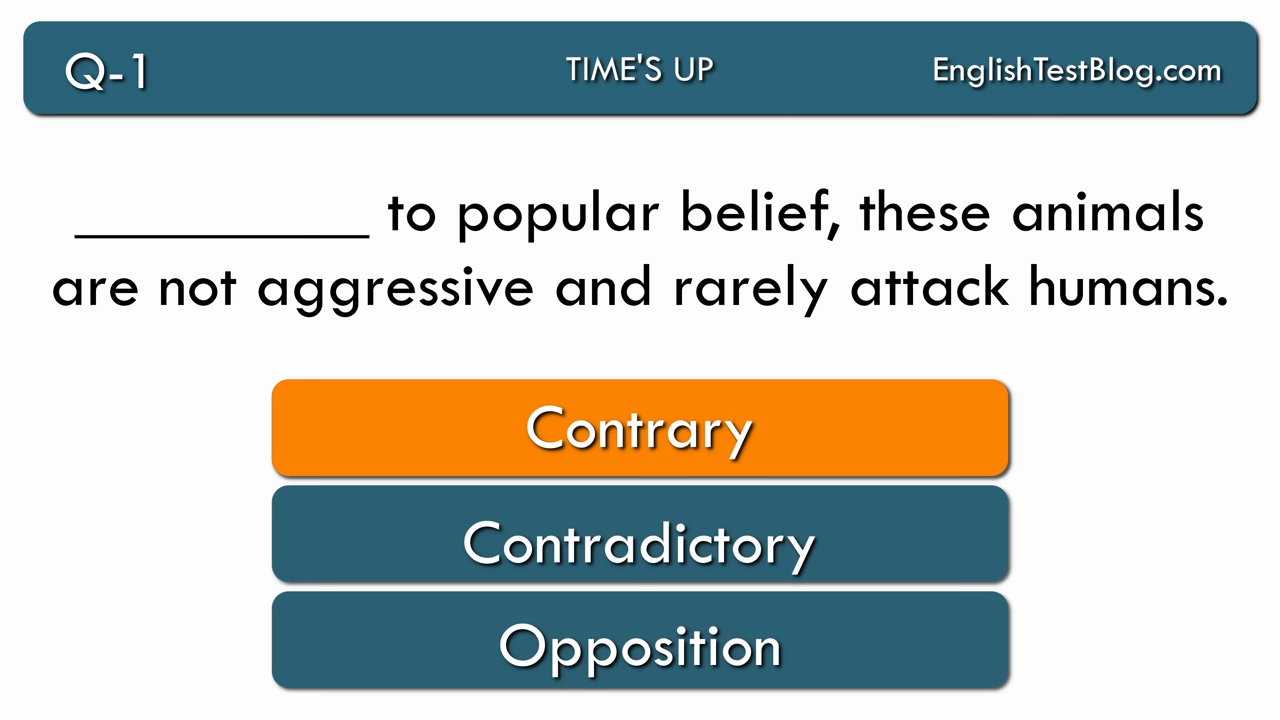 Q-1
TIME'S UP
EnglishTestBlog.com
__________ to popular belief, these animals
are not aggressive and rarely attack humans.
Contrary
Contradictory
Opposition